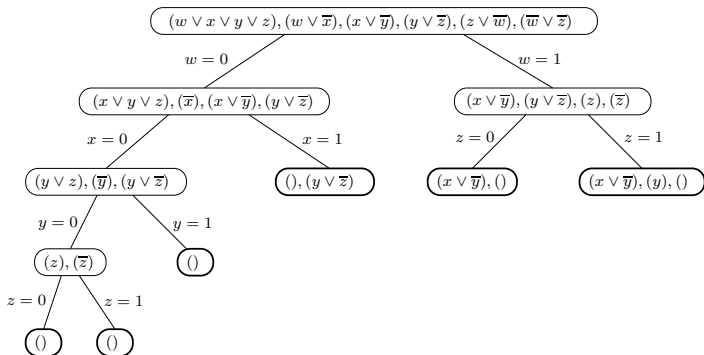 (w ∨ x ∨ y ∨ z), (w ∨ x̅), (x ∨ y̅), (y ∨ z̅), (z ∨ w̅), (w̅ ∨ z̅)
w = 0 w = 1
(x ∨ y ∨ z), (x̅), (x ∨ y̅), (y ∨ z̅) (x ∨ y̅), (y ∨ z̅), (z), (z̅)
x = 0 x = 1 z = 0 z = 1
(y ∨ z), (y̅), (y ∨ z̅) (), (y ∨ z̅) (x ∨ y̅), () (x ∨ y̅), (y), ()
y = 0 y = 1
(z), (z̅) ()
z = 0 z = 1
() ()